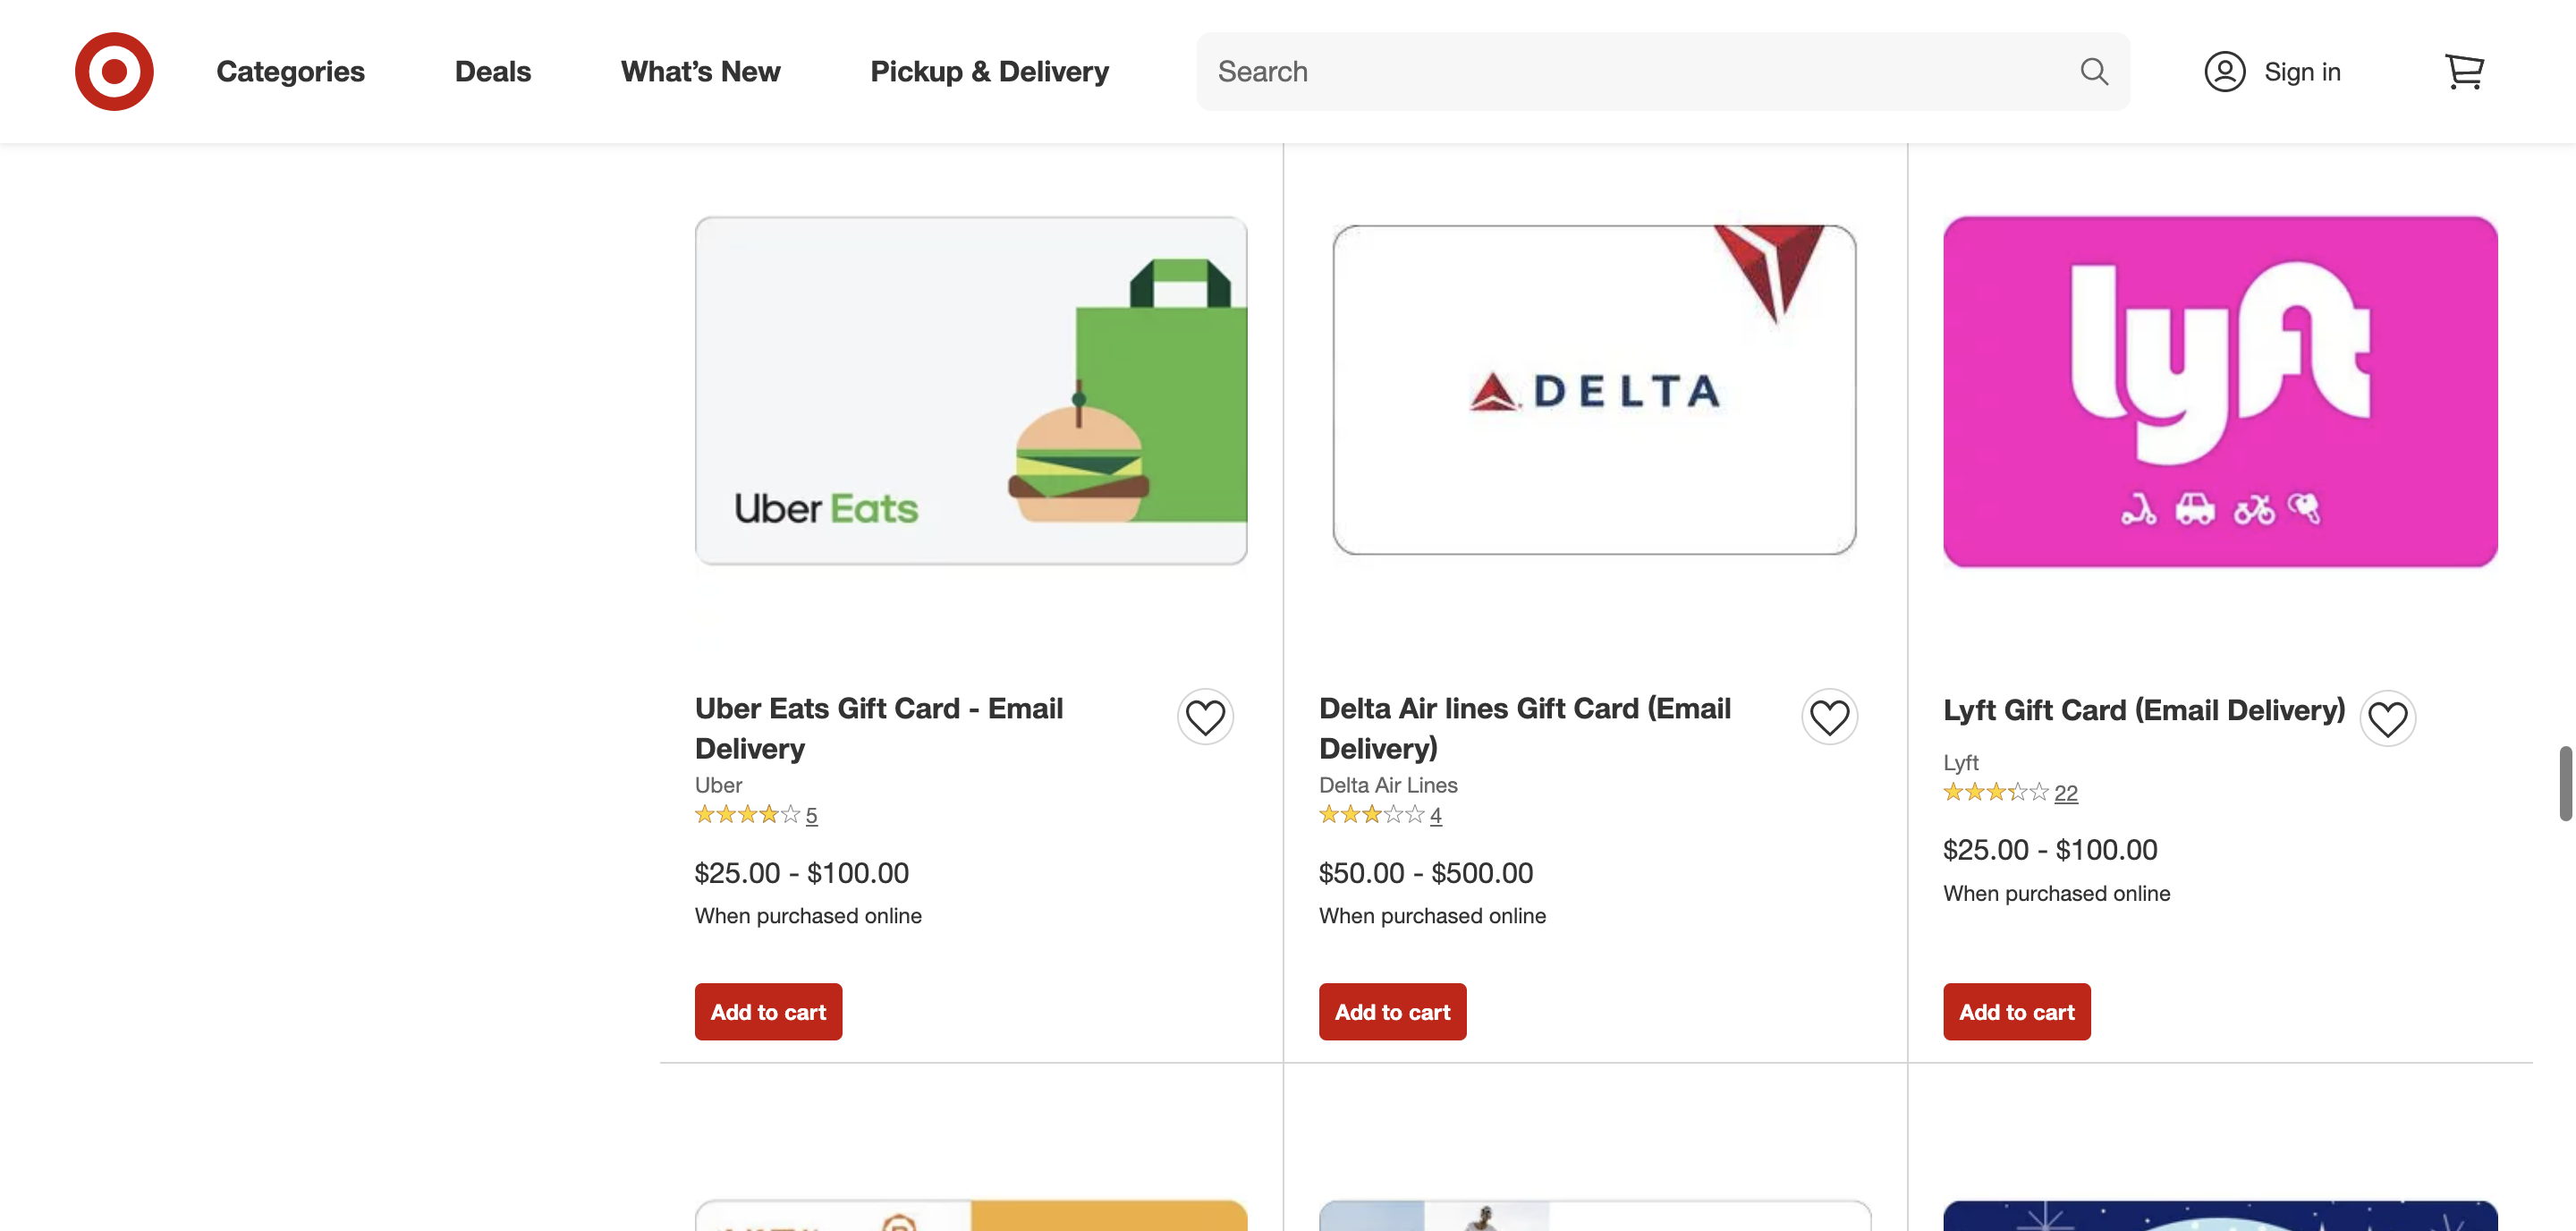 Categories
Deals
What's New
Pickup & Delivery
Search
Sign in
Uber Eats
DELTA
lyft
Uber Eats Gift Card - Email
Delivery
Uber
5
$25.00 - $100.00
When purchased online
Add to cart
Delta Air lines Gift Card (Email
Delivery)
Delta Air Lines
4
$50.00 - $500.00
When purchased online
Add to cart
Lyft Gift Card (Email Delivery)
Lyft
22
$25.00 - $100.00
When purchased online
Add to cart